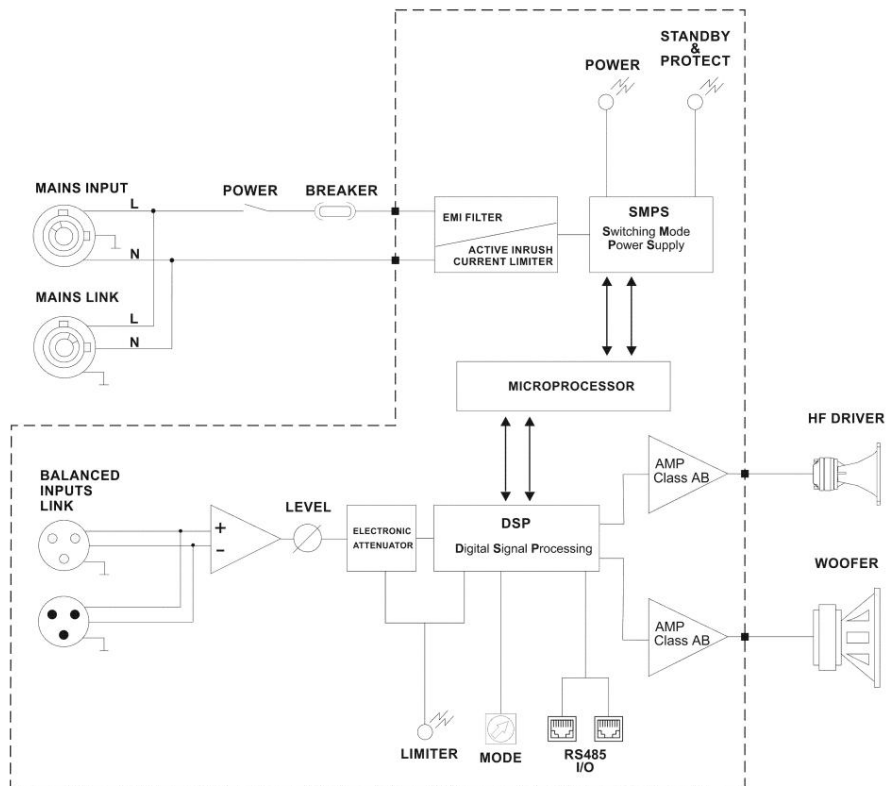 STANDBY
&
PROTECT
POWER
MAINS INPUT
POWER
BREAKER
L
N
EMI FILTER
ACTIVE INRUSH
CURRENT LIMITER
SMPS
Switching Mode
Power Supply
MAINS LINK
L
N
MICROPROCESSOR
HF DRIVER
AMP
Class AB
BALANCED
INPUTS
LINK
+
−
LEVEL
ELECTRONIC
ATTENUATOR
DSP
Digital Signal Processing
WOOFER
AMP
Class AB
LIMITER
MODE
RS485
I/O